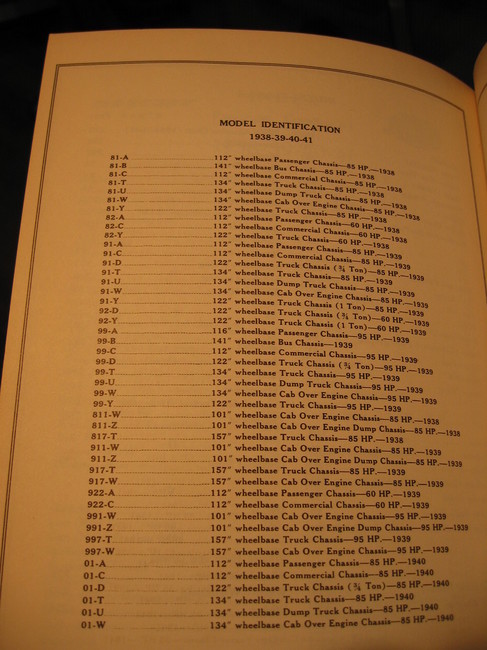 MODEL IDENTIFICATION
1938-39-40-41
81-A 112" wheelbase Passenger Chassis—85 HP.—1938
81-B 141" wheelbase Bus Chassis—85 HP.—1938
81-C 112" wheelbase Commercial Chassis—85 HP.—1938
81-T 134" wheelbase Truck Chassis—85 HP.—1938
81-U 134" wheelbase Dump Truck Chassis—85 HP.—1938
81-W 134" wheelbase Cab Over Engine Chassis—85 HP.—1938
81-Y 122" wheelbase Truck Chassis—85 HP.—1938
82-A 112" wheelbase Passenger Chassis—60 HP.—1938
82-C 112" wheelbase Commercial Chassis—60 HP.—1938
82-Y 122" wheelbase Truck Chassis—60 HP.—1938
91-A 112" wheelbase Passenger Chassis—85 HP.—1939
91-C 112" wheelbase Commercial Chassis—85 HP.—1939
91-D 122" wheelbase Truck Chassis (¾ Ton)—85 HP.—1939
91-T 134" wheelbase Truck Chassis—85 HP.—1939
91-U 134" wheelbase Dump Truck Chassis—85 HP.—1939
91-W 134" wheelbase Cab Over Engine Chassis—85 HP.—1939
91-Y 122" wheelbase Truck Chassis (1 Ton)—85 HP.—1939
92-D 122" wheelbase Truck Chassis (¾ Ton)—60 HP.—1939
92-Y 122" wheelbase Truck Chassis (1 Ton)—60 HP.—1939
99-A 116" wheelbase Passenger Chassis—95 HP.—1939
99-B 141" wheelbase Bus Chassis—1939
99-C 112" wheelbase Commercial Chassis—95 HP.—1939
99-D 122" wheelbase Truck Chassis (¾ Ton)—95 HP.—1939
99-T 134" wheelbase Truck Chassis—95 HP.—1939
99-U 134" wheelbase Dump Truck Chassis—95 HP.—1939
99-W 134" wheelbase Cab Over Engine Chassis—95 HP.—1939
99-Y 122" wheelbase Truck Chassis—95 HP.—1939
811-W 101" wheelbase Cab Over Engine Chassis—85 HP.—1938
811-Z 101" wheelbase Cab Over Engine Dump Chassis—85 HP.—1938
817-T 157" wheelbase Truck Chassis—85 HP.—1938
911-W 101" wheelbase Cab Over Engine Chassis—85 HP.—1939
911-Z 101" wheelbase Cab Over Engine Dump Chassis—85 HP.—1939
917-T 157" wheelbase Truck Chassis—85 HP.—1939
917-W 157" wheelbase Cab Over Engine Chassis—85 HP.—1939
922-A 112" wheelbase Passenger Chassis—60 HP.—1939
922-C 112" wheelbase Commercial Chassis—60 HP.—1939
991-W 101" wheelbase Cab Over Engine Chassis—95 HP.—1939
991-Z 101" wheelbase Cab Over Engine Dump Chassis—95 HP.—1939
997-T 157" wheelbase Truck Chassis—95 HP.—1939
997-W 157" wheelbase Cab Over Engine Chassis—95 HP.—1939
01-A 112" wheelbase Passenger Chassis—85 HP.—1940
01-C 112" wheelbase Commercial Chassis—85 HP.—1940
01-D 122" wheelbase Truck Chassis (¾ Ton)—85 HP.—1940
01-T 134" wheelbase Truck Chassis—85 HP.—1940
01-U 134" wheelbase Dump Truck Chassis—85 HP.—1940
01-W 134" wheelbase Cab Over Engine Chassis—85 HP.—1940